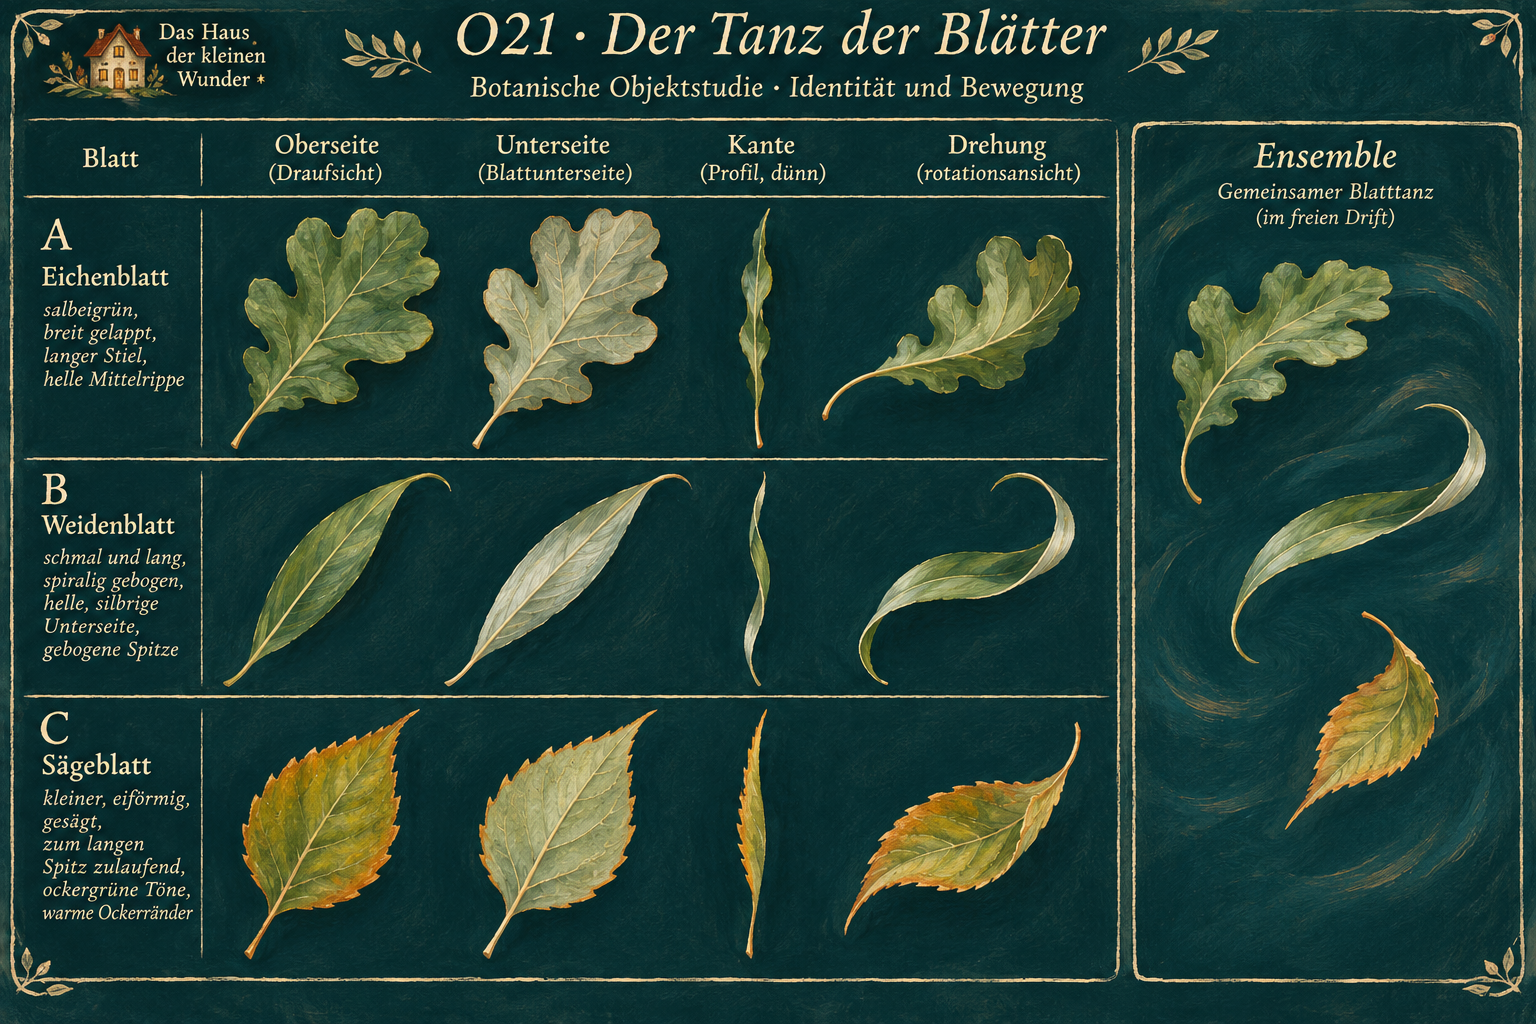 Das Haus
der kleinen
Wunder
O21 · Der Tanz der Blätter
Botanische Objektstudie · Identität und Bewegung
Blatt
Oberseite
(Draufsicht)
Unterseite
(Blattunterseite)
Kante
(Profil, dünn)
Drehung
(rotationsansicht)
A
Eichenblatt
salbeigrün,
breit gelappt,
langer Stiel,
helle Mittelrippe
B
Weidenblatt
schmal und lang,
spiralig gebogen,
helle, silbrige
Unterseite,
gebogene Spitze
C
Sägeblatt
kleiner, eiförmig,
gesägt,
zum langen
Spitz zulaufend,
ockergrüne Töne,
warme Ockerränder
Ensemble
Gemeinsamer Blatttanz
(im freien Drift)